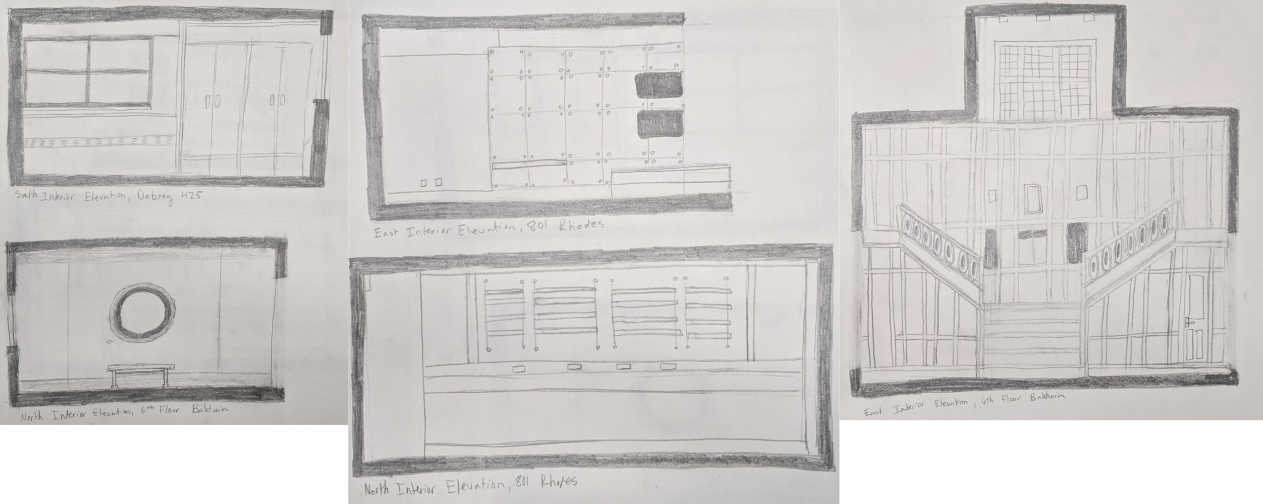 South Interior Elevation, Dabney 425
East Interior Elevation, 801 Rhodes
North Interior Elevation, 6th Floor Baldwin
North Interior Elevation, 801 Rhodes
East Interior Elevation, 6th Floor Baldwin